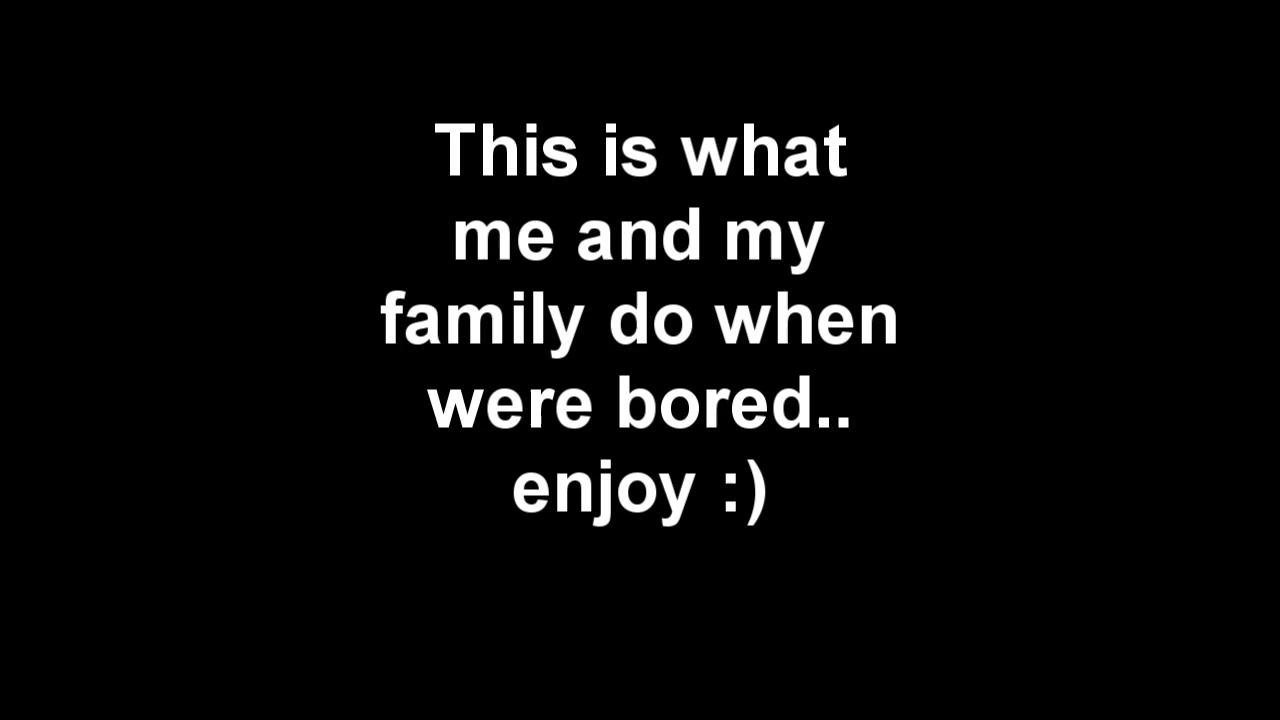 This is what
me and my
family do when
were bored..
enjoy :)